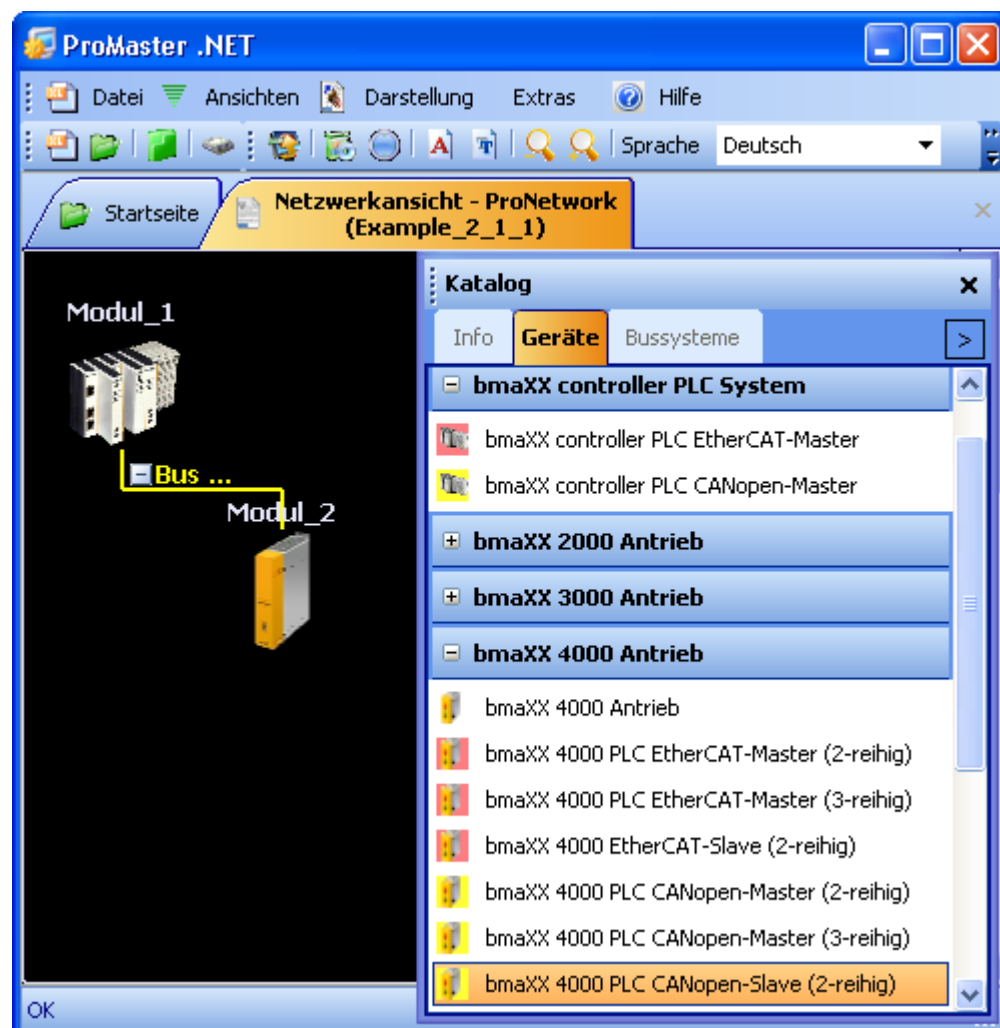 ProMaster .NET
Datei Ansichten Darstellung Extras Hilfe
Sprache Deutsch
Startseite
Netzwerkansicht - ProNetwork
(Example_2_1_1)
Modul_1
Bus ...
Modul_2
Katalog
Info Geräte Bussysteme >
bmaXX controller PLC System
bmaXX controller PLC EtherCAT-Master
bmaXX controller PLC CANopen-Master
bmaXX 2000 Antrieb
bmaXX 3000 Antrieb
bmaXX 4000 Antrieb
bmaXX 4000 Antrieb
bmaXX 4000 PLC EtherCAT-Master (2-reihig)
bmaXX 4000 PLC EtherCAT-Master (3-reihig)
bmaXX 4000 EtherCAT-Slave (2-reihig)
bmaXX 4000 PLC CANopen-Master (2-reihig)
bmaXX 4000 PLC CANopen-Master (3-reihig)
bmaXX 4000 PLC CANopen-Slave (2-reihig)
OK